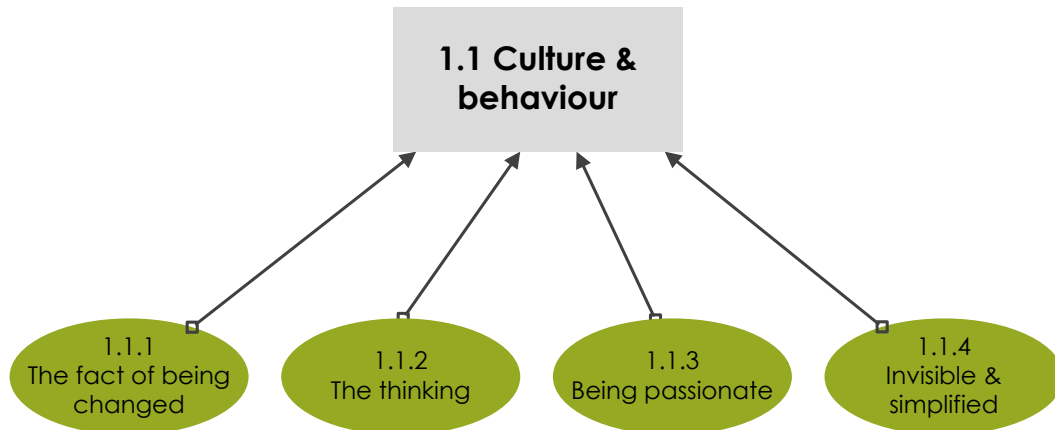 1.1 Culture &
behaviour
1.1.1
The fact of being
changed
1.1.2
The thinking
1.1.3
Being passionate
1.1.4
Invisible &
simplified